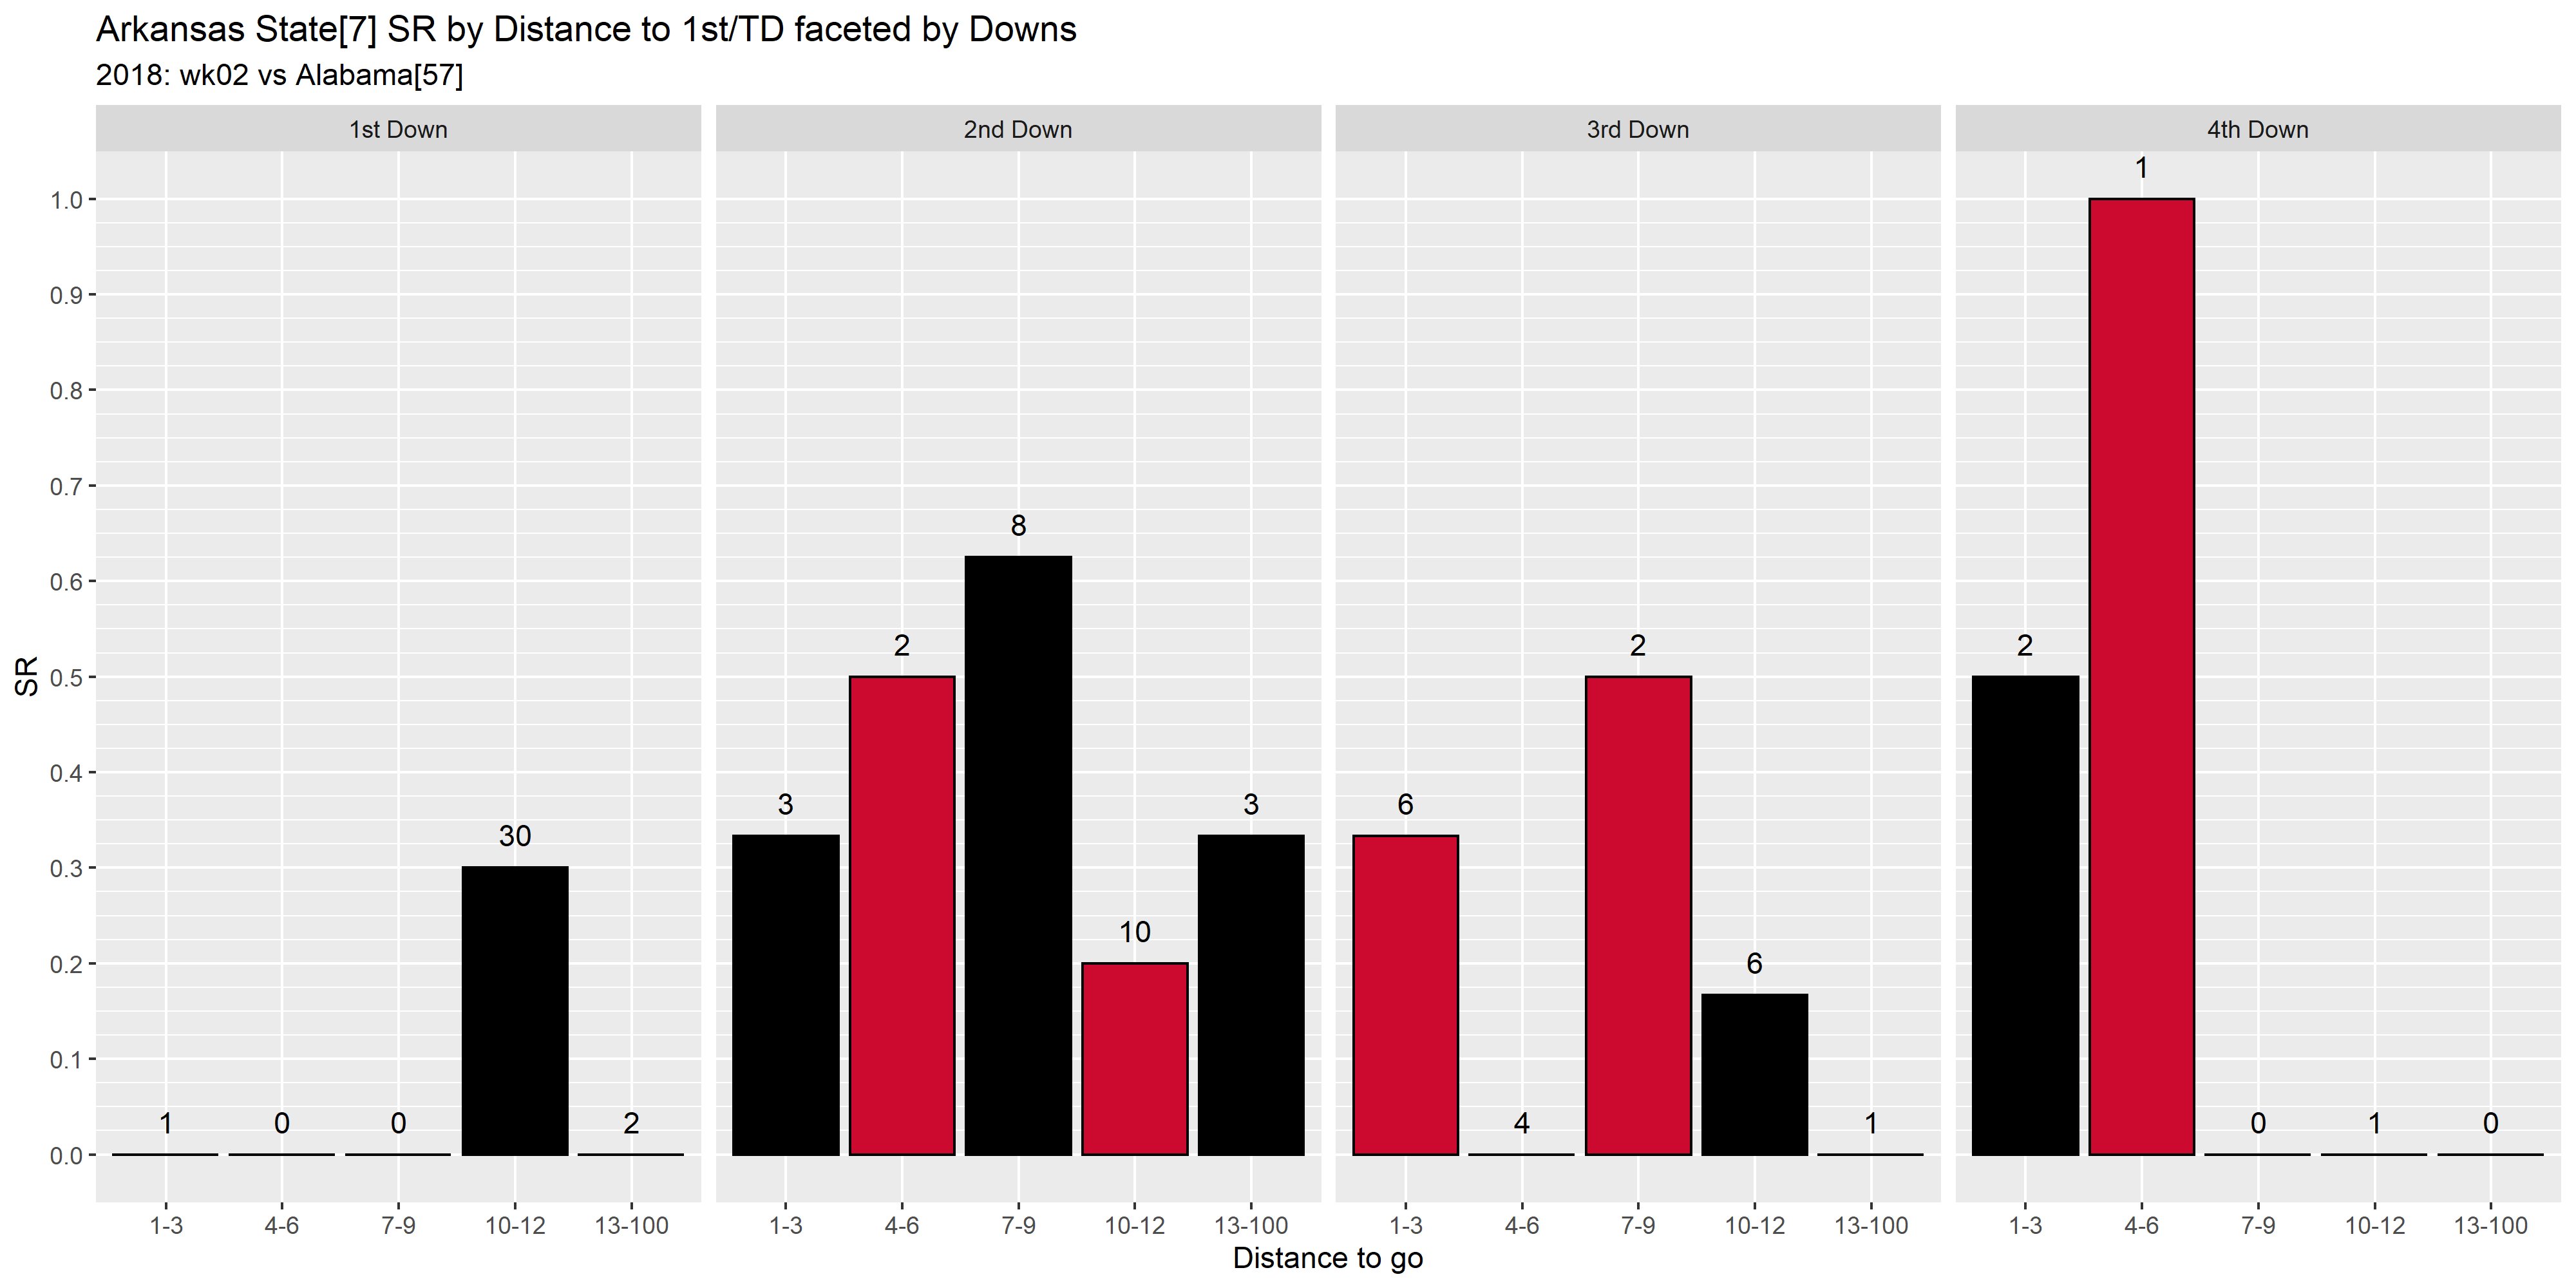 Arkansas State[7] SR by Distance to 1st/TD faceted by Downs
2018: wk02 vs Alabama[57]
1st Down
2nd Down
3rd Down
4th Down
SR
1.0
0.9
0.8
0.7
0.6
0.5
0.4
0.3
0.2
0.1
0.0
1 0 0 30 2
3 2 8 10 3
6 4 2 6 1
2 1 0 1 0
1-3 4-6 7-9 10-12 13-100
1-3 4-6 7-9 10-12 13-100
1-3 4-6 7-9 10-12 13-100
1-3 4-6 7-9 10-12 13-100
Distance to go